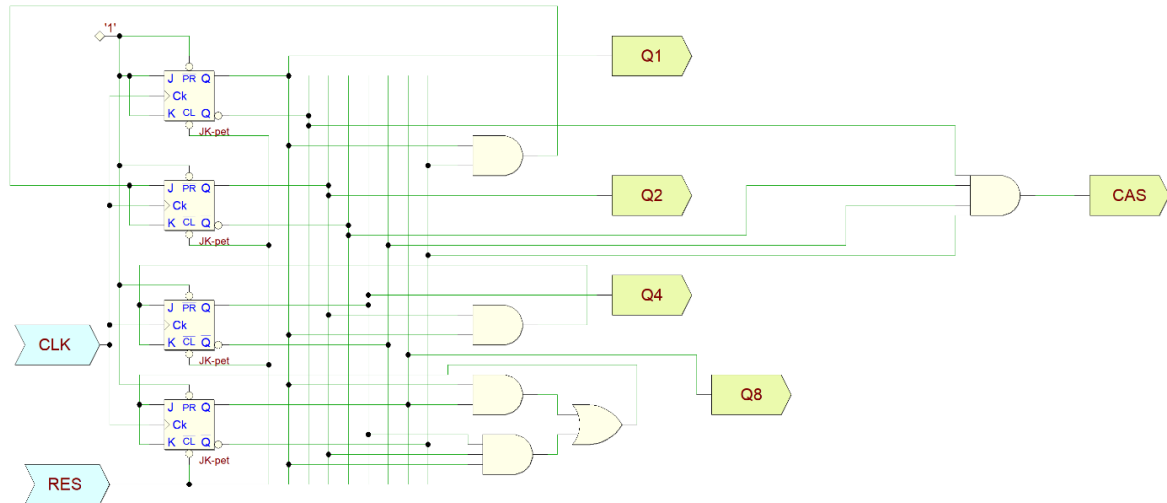 '1'
Q1
J PR Q
Ck
K CL Q
JK-pet
J PR Q
Ck
K CL Q
JK-pet
Q2
CAS
J PR Q
Ck
K CL Q
JK-pet
Q4
CLK
J PR Q
Ck
K CL Q
JK-pet
Q8
RES